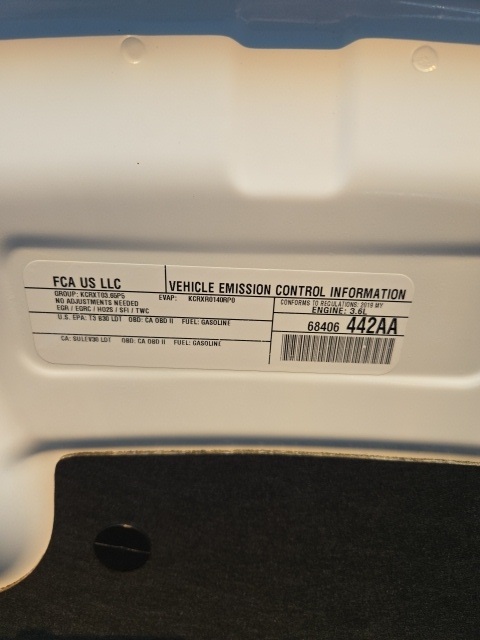 FCA US LLC
VEHICLE EMISSION CONTROL INFORMATION
GROUP: KCRXT03.65P5
EVAP: KCRXR0140RP0
NO ADJUSTMENTS NEEDED
EGR / EGRC / HO2S / SFI / TWC
CONFORMS TO REGULATIONS: 2019 MY
ENGINE: 3.6L
U.S. EPA: T3 B30 LDT OBD: CA OBD II FUEL: GASOLINE
68406 442AA
CA: SULEV30 LDT OBD: CA OBD II FUEL: GASOLINE